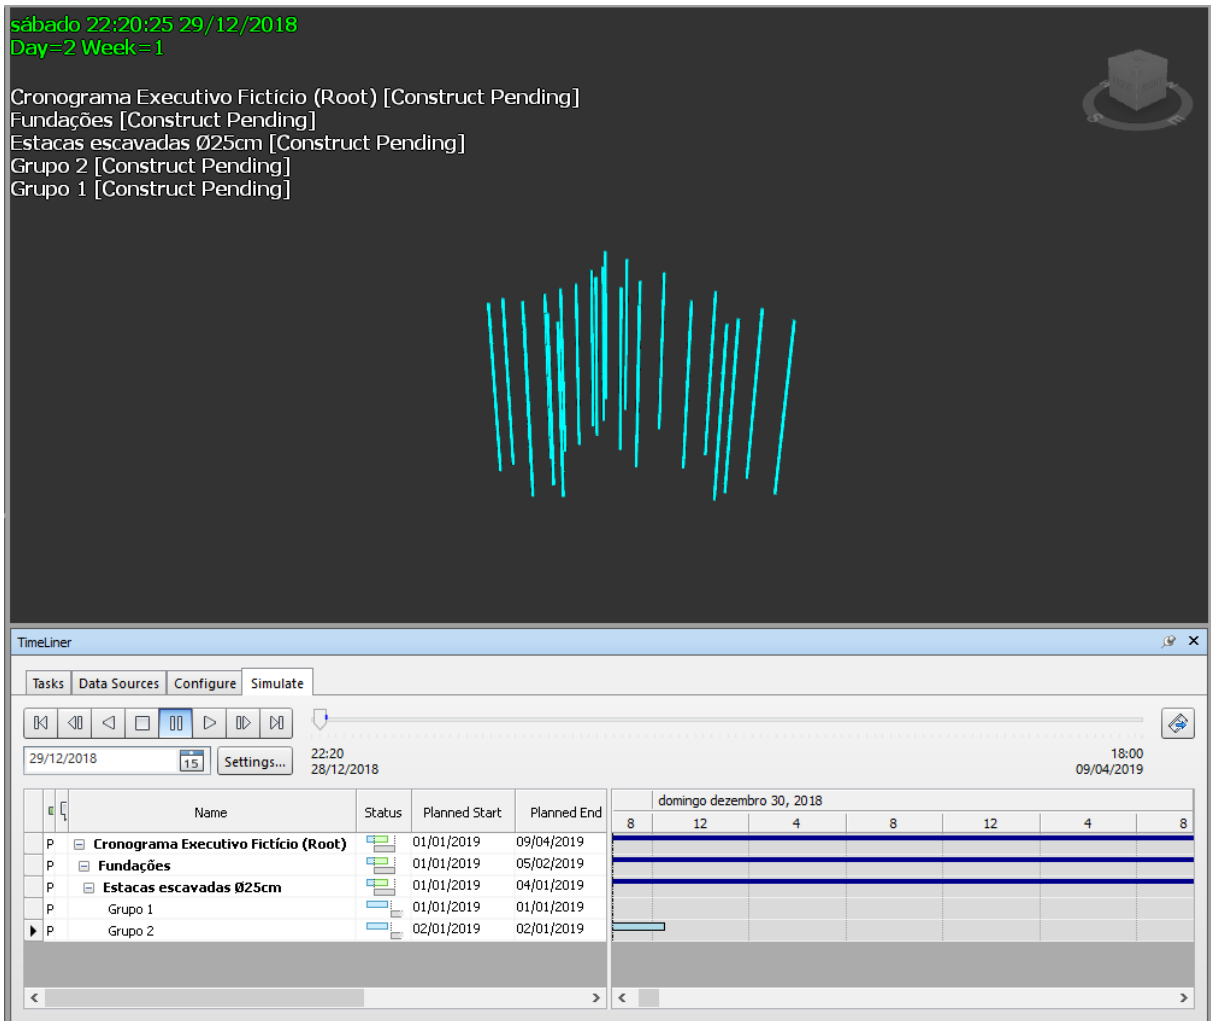 sábado 22:20:25 29/12/2018
Day=2 Week=1
Cronograma Executivo Fictício (Root) [Construct Pending]
Fundações [Construct Pending]
Estacas escavadas Ø25cm [Construct Pending]
Grupo 2 [Construct Pending]
Grupo 1 [Construct Pending]
S E
TimeLiner
Tasks Data Sources Configure Simulate
29/12/2018 15 Settings...
22:20 18:00
28/12/2018 09/04/2019
Name Status Planned Start Planned End domingo dezembro 30, 2018
8 12 4 8 12 4 8
P Cronograma Executivo Fictício (Root) 01/01/2019 09/04/2019
P Fundações 01/01/2019 05/02/2019
P Estacas escavadas Ø25cm 01/01/2019 04/01/2019
P Grupo 1 01/01/2019 01/01/2019
P Grupo 2 02/01/2019 02/01/2019